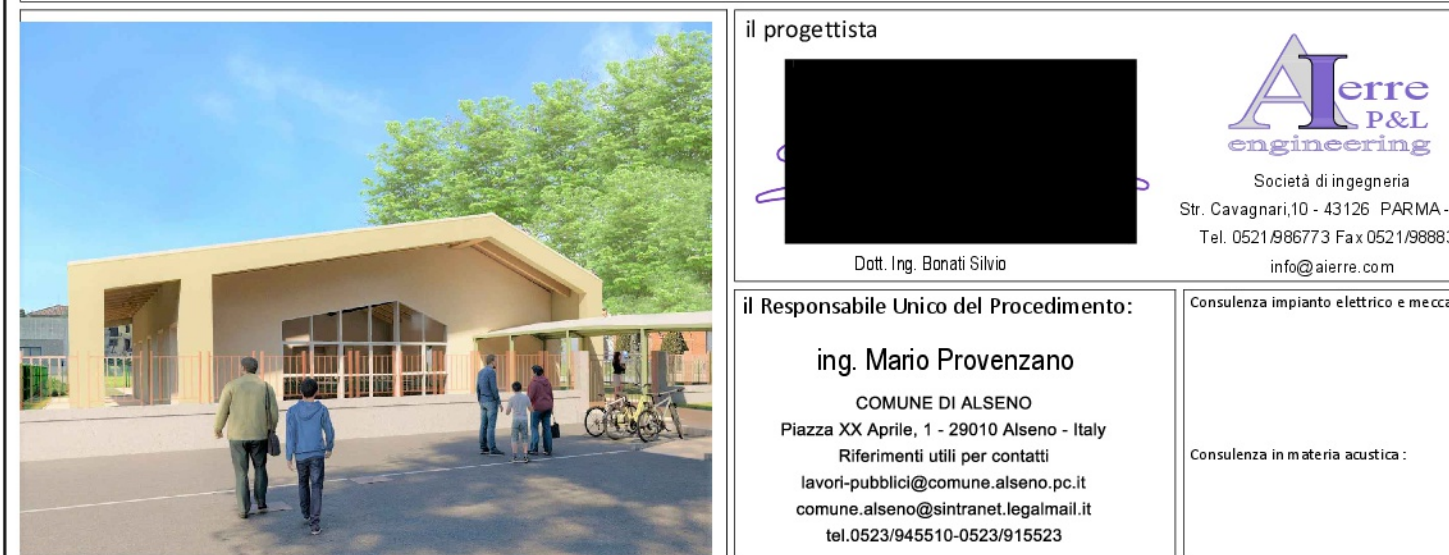 il progettista
Dott. Ing. Bonati Silvio
AIerre
P&L
engineering
Società di ingegneria
Str. Cavagnari,10 - 43126 PARMA -
Tel. 0521/986773 Fax 0521/98883
info@aierre.com
il Responsabile Unico del Procedimento:
ing. Mario Provenzano
COMUNE DI ALSENO
Piazza XX Aprile, 1 - 29010 Alseno - Italy
Riferimenti utili per contatti
lavori-pubblici@comune.alseno.pc.it
comune.alseno@sintranet.legalmail.it
tel.0523/945510-0523/915523
Consulenza impianto elettrico e mecca
Consulenza in materia acustica :